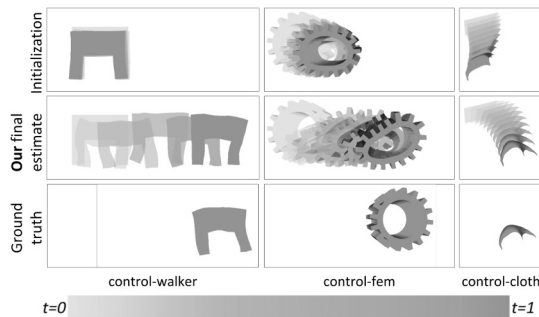 Initialization
Our final
estimate
Ground
truth
control-walker control-fem control-cloth
t=0 t=1